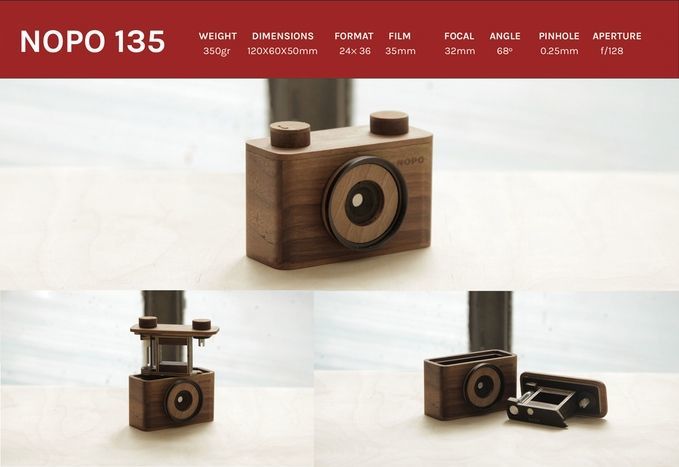 NOPO 135
WEIGHT DIMENSIONS FORMAT FILM FOCAL ANGLE PINHOLE APERTURE
350gr 120X60X50mm 24x 36 35mm 32mm 68º 0.25mm f/128
NOPO